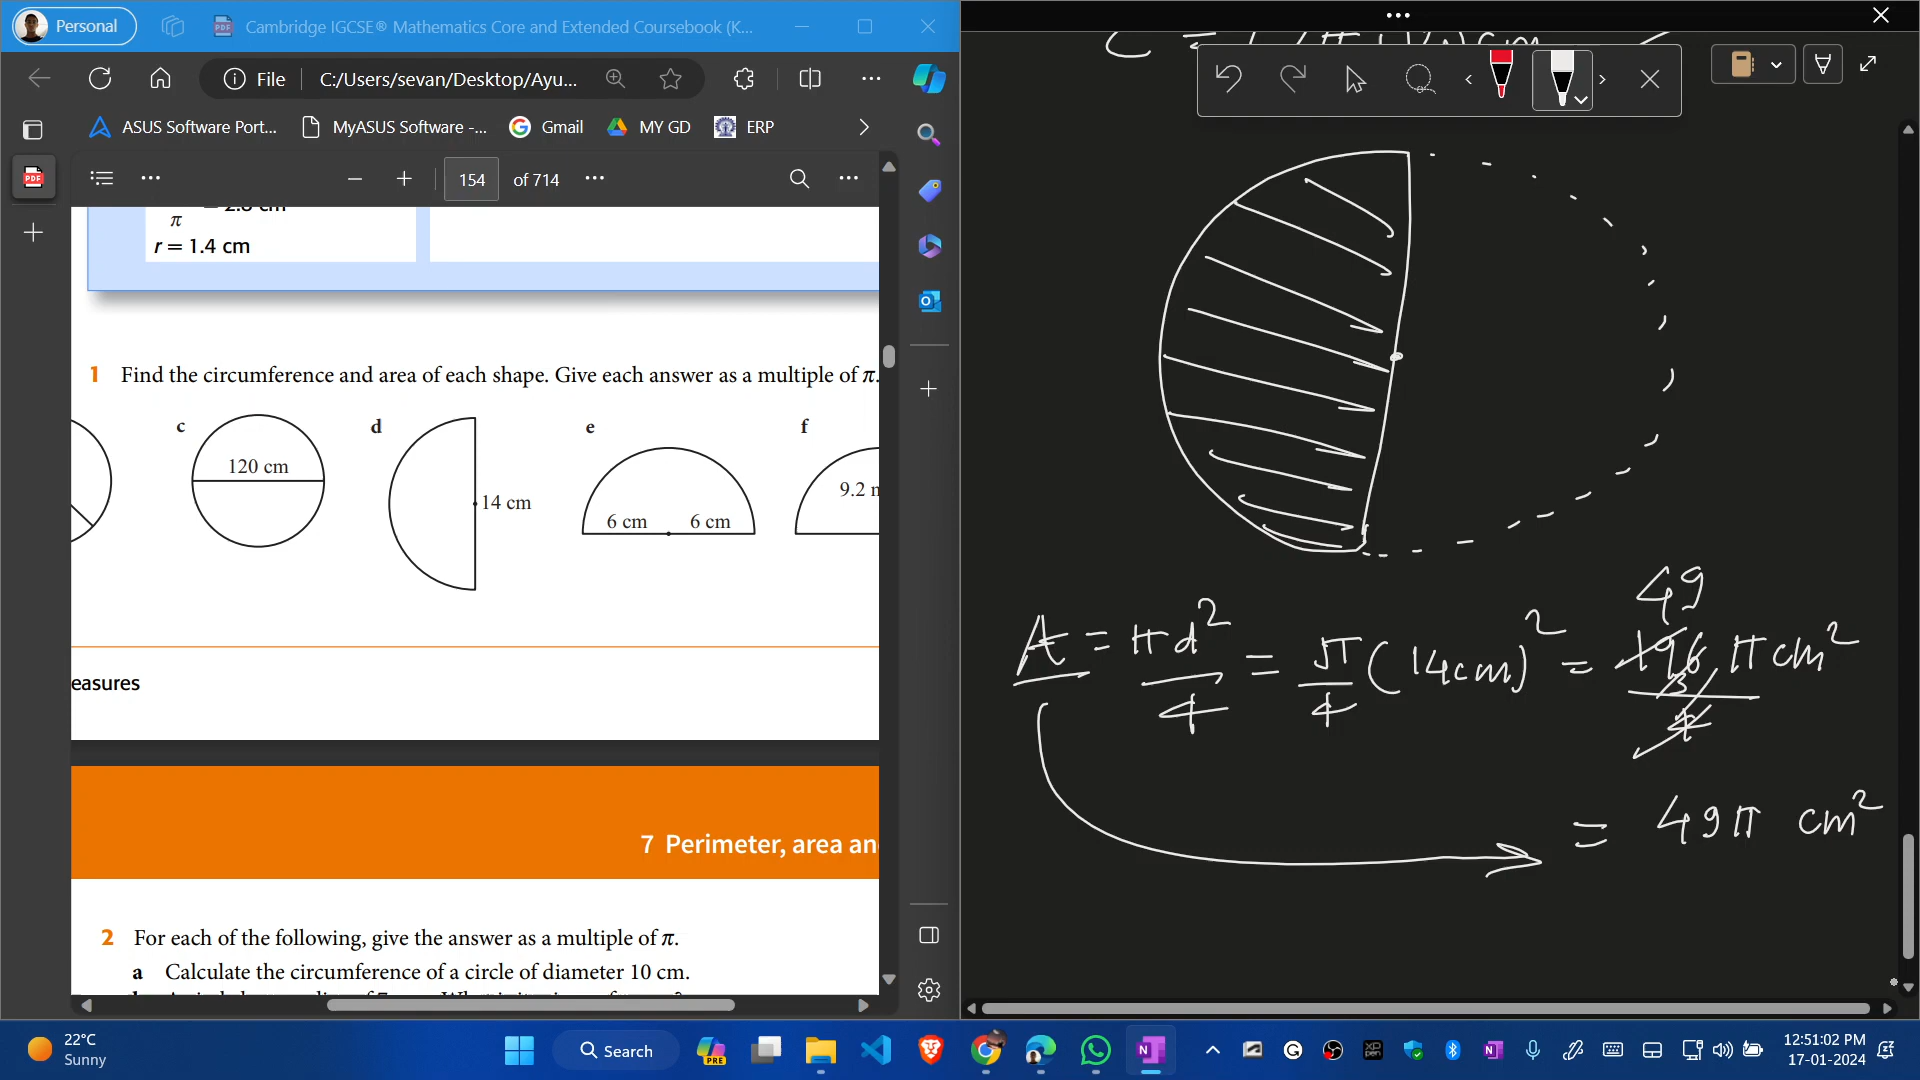 Personal
Cambridge IGCSE® Mathematics Core and Extended Coursebook (K...
File
C:/Users/sevan/Desktop/Ayu...
ASUS Software Port...
MyASUS Software -...
Gmail
MY GD
ERP
154 of 714
π
r = 1.4 cm
1 Find the circumference and area of each shape. Give each answer as a multiple of π.
c
120 cm
d
14 cm
e
6 cm
6 cm
f
9.2
easures
7 Perimeter, area an
2 For each of the following, give the answer as a multiple of π.
a Calculate the circumference of a circle of diameter 10 cm.
49
A = πd²/4 = π/4 (14cm)² = 196/4 π cm²
= 49π cm²
22°C
Sunny
Search
PRE
12:51:02 PM
17-01-2024